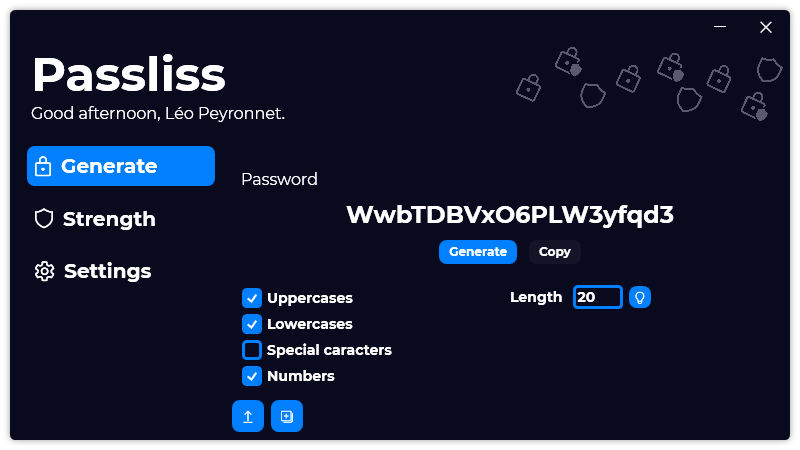 Passliss
Good afternoon, Léo Peyronnet.
Generate
Strength
Settings
Password
WwbTDBVxO6PLW3yfqd3
Generate
Copy
Uppercases
Lowercases
Special caracters
Numbers
Length
20